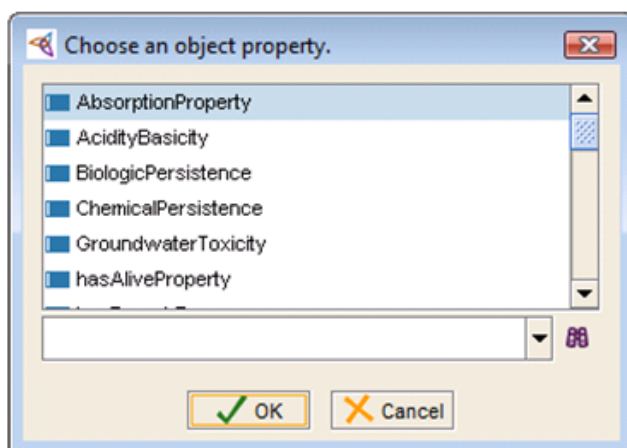 Choose an object property.
AbsorptionProperty
AcidityBasicity
BiologicPersistence
ChemicalPersistence
GroundwaterToxicity
hasAliveProperty
OK
Cancel